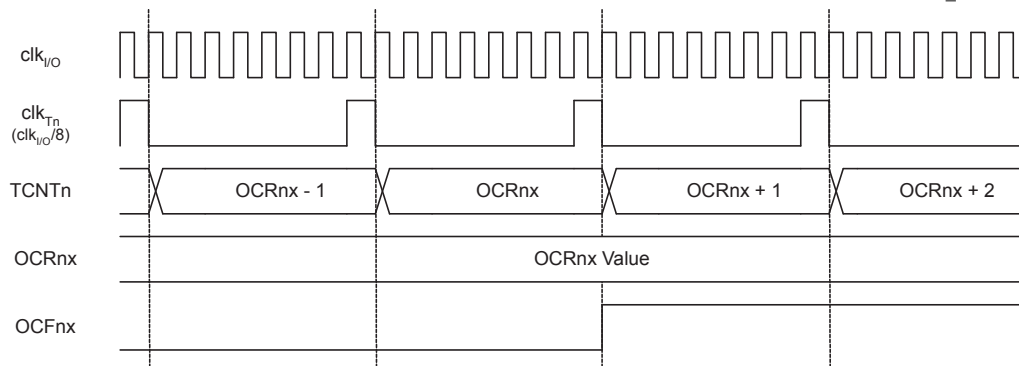 clkI/O
clkTn
(clkI/O/8)
TCNTn OCRnx - 1 OCRnx OCRnx + 1 OCRnx + 2
OCRnx OCRnx Value
OCFnx